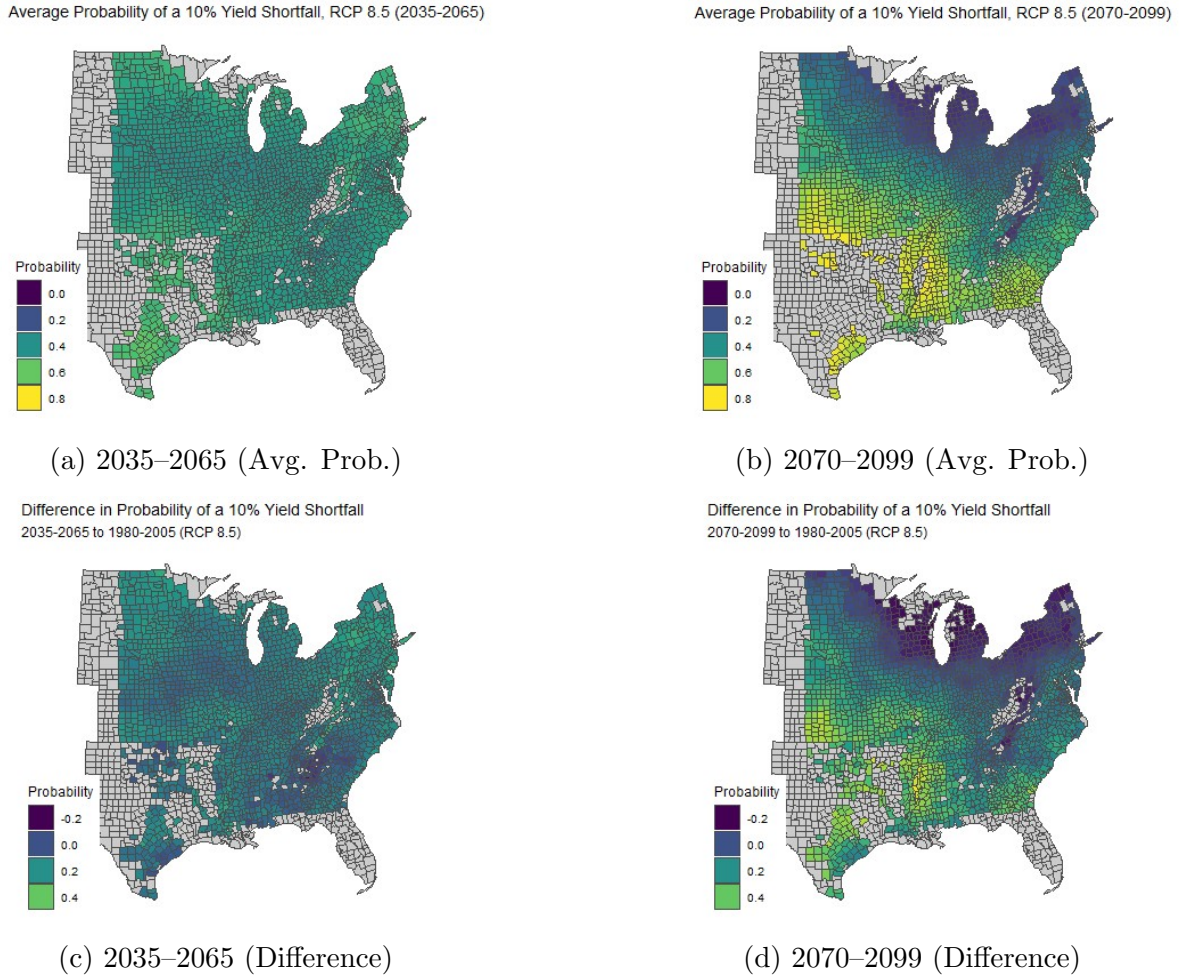 Average Probability of a 10% Yield Shortfall, RCP 8.5 (2035-2065)
Probability
0.0
0.2
0.4
0.6
0.8
(a) 2035–2065 (Avg. Prob.)
Average Probability of a 10% Yield Shortfall, RCP 8.5 (2070-2099)
Probability
0.0
0.2
0.4
0.6
0.8
(b) 2070–2099 (Avg. Prob.)
Difference in Probability of a 10% Yield Shortfall
2035-2065 to 1980-2005 (RCP 8.5)
Probability
-0.2
0.0
0.2
0.4
(c) 2035–2065 (Difference)
Difference in Probability of a 10% Yield Shortfall
2070-2099 to 1980-2005 (RCP 8.5)
Probability
-0.2
0.0
0.2
0.4
(d) 2070–2099 (Difference)